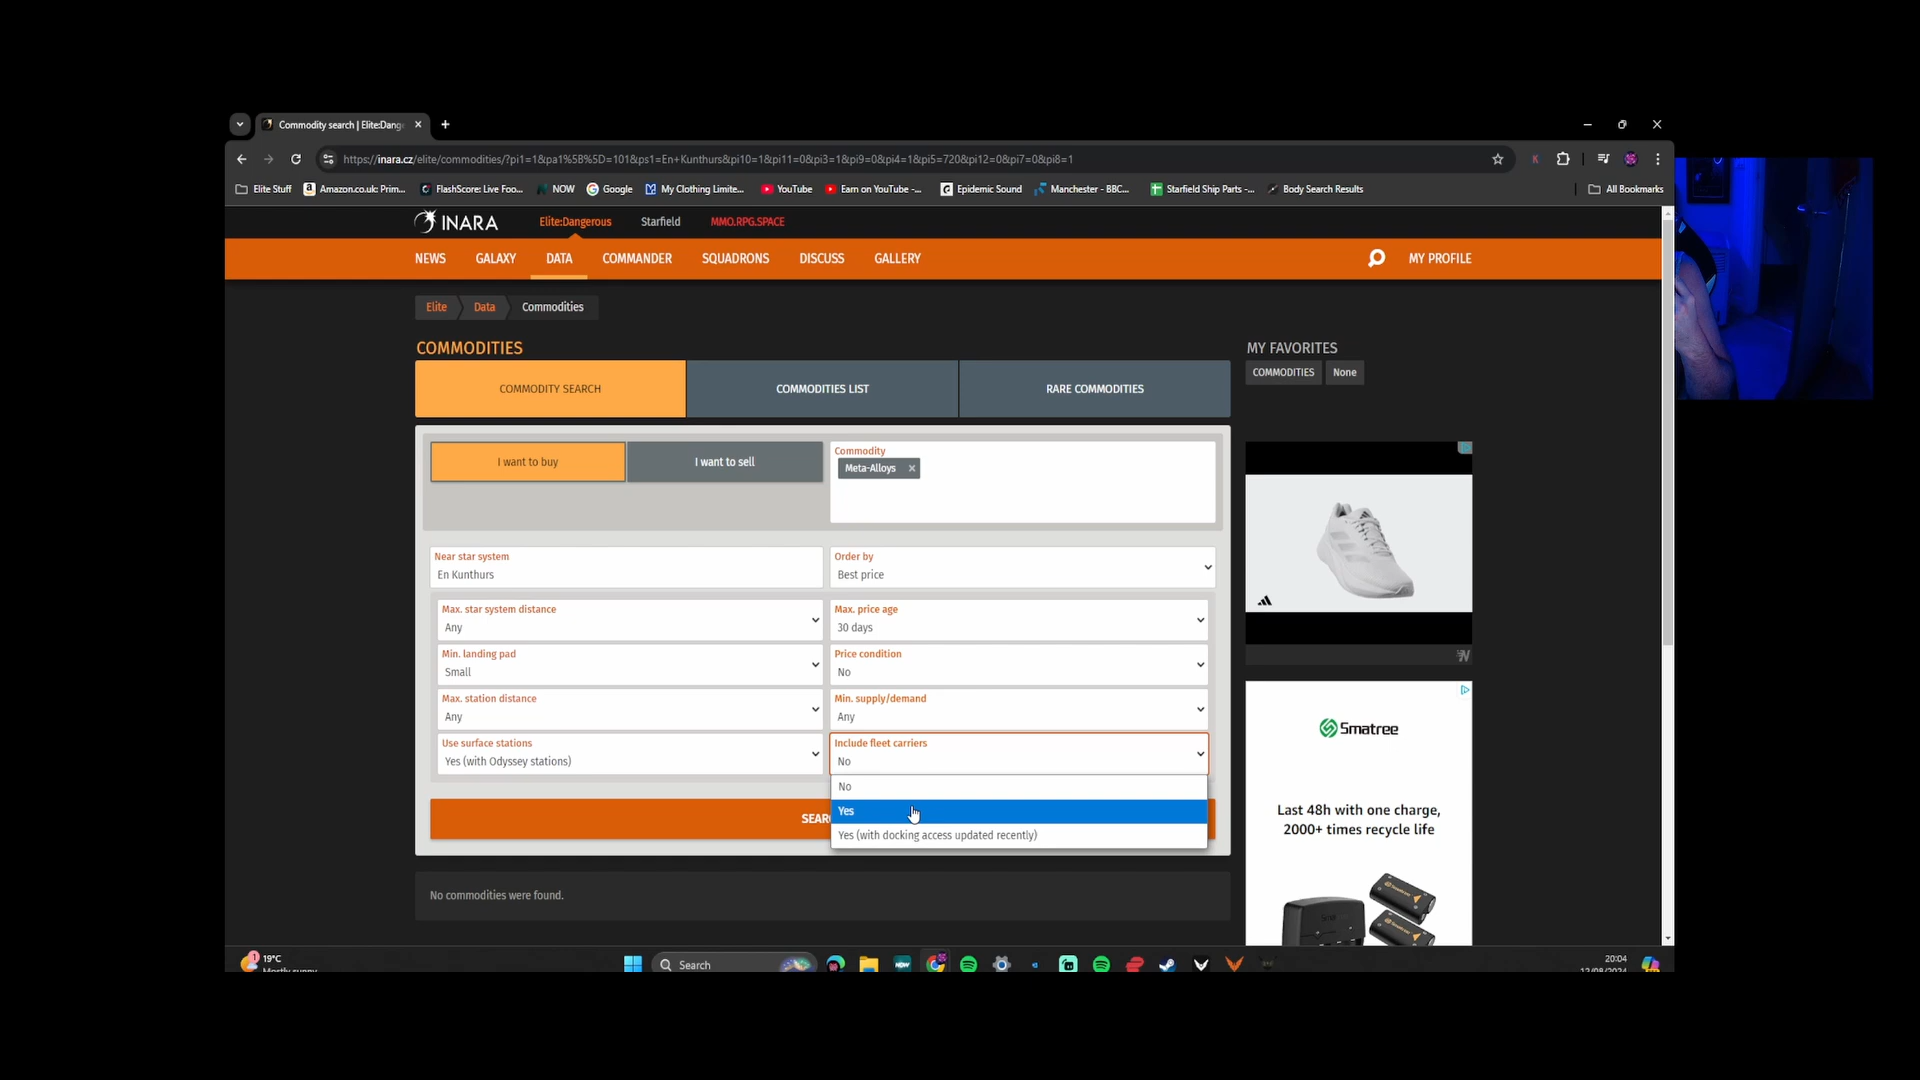 Commodity search | Elite:Dang
https://inara.cz/elite/commodities/?pi1=1&pa1%5B%5D=101&ps1=En+Kunthurs&pi10=1&pi11=0&pi3=1&pi9=0&pi4=1&pi5=720&pi12=0&pi7=0&pi8=1
Elite Stuff
Amazon.co.uk: Prim...
FlashScore: Live Foo...
NOW
Google
My Clothing Limite...
YouTube
Earn on YouTube -...
Epidemic Sound
Manchester - BBC...
Starfield Ship Parts -...
Body Search Results
All Bookmarks
INARA
Elite:Dangerous
Starfield
MMO.RPG.SPACE
NEWS
GALAXY
DATA
COMMANDER
SQUADRONS
DISCUSS
GALLERY
MY PROFILE
Elite
Data
Commodities
COMMODITIES
COMMODITY SEARCH
COMMODITIES LIST
RARE COMMODITIES
MY FAVORITES
COMMODITIES
None
I want to buy
I want to sell
Commodity
Meta-Alloys
Near star system
En Kunthurs
Order by
Best price
Max. star system distance
Any
Max. price age
30 days
Min. landing pad
Small
Price condition
No
Max. station distance
Any
Min. supply/demand
Any
Use surface stations
Yes (with Odyssey stations)
Include fleet carriers
No
No
Yes
Yes (with docking access updated recently)
SEAR
No commodities were found.
Smatree
Last 48h with one charge,
2000+ times recycle life
1
19°C
Mostly sunny
Search
20:04
12/08/2024